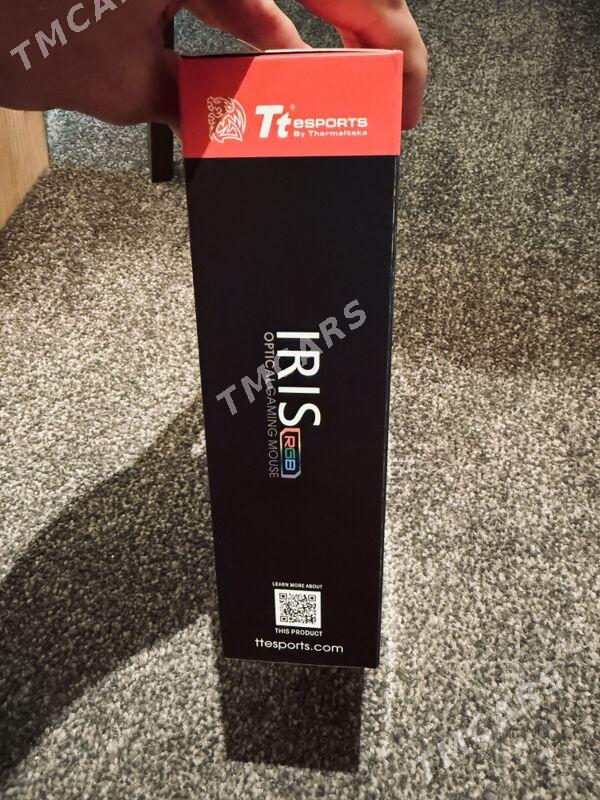 TMCARS
Tt eSPORTS
By Thermaltake
TMCARS
IRIS RGB
OPTICAL GAMING MOUSE
LEARN MORE ABOUT
THIS PRODUCT
ttesports.com
TMCARS